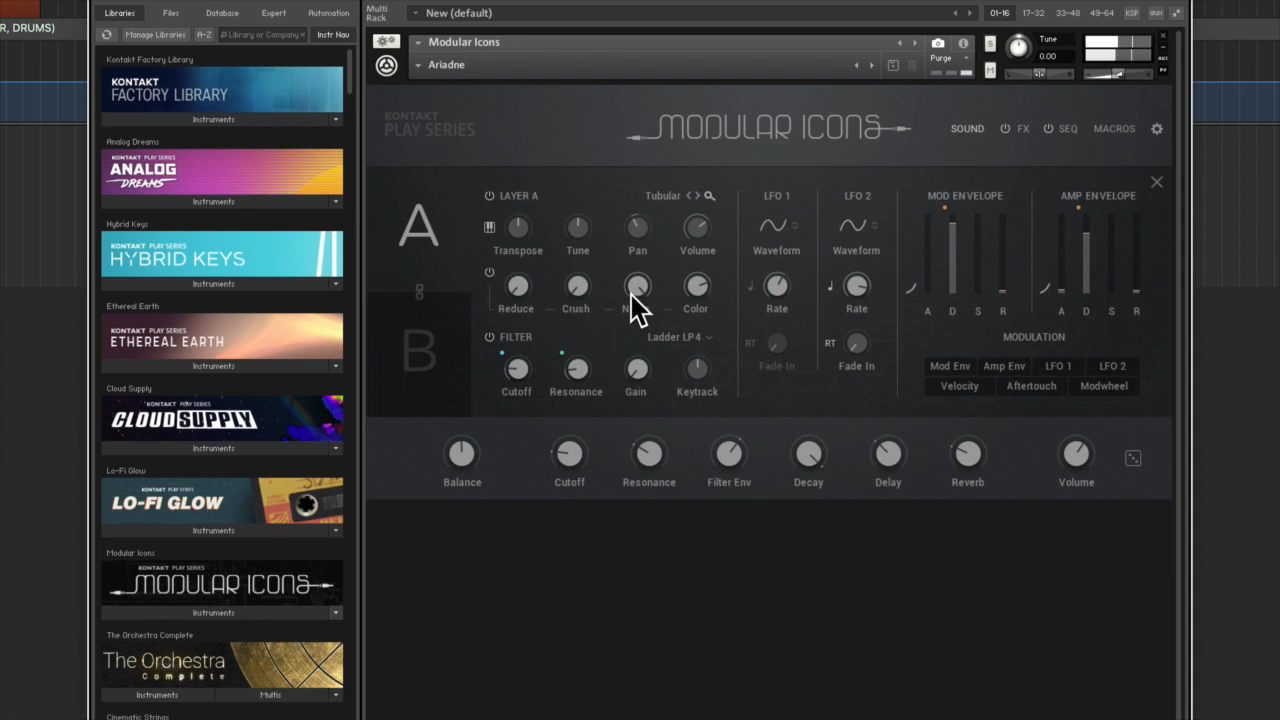 R, DRUMS)
Libraries Files Database Expert Automation
Manage Libraries A-Z Library or Company × Instr Nav
Kontakt Factory Library
KONTAKT
FACTORY LIBRARY
Instruments
Analog Dreams
KONTAKT PLAY SERIES
ANALOG
DREAMS
Instruments
Hybrid Keys
KONTAKT PLAY SERIES
HYBRID KEYS
Instruments
Ethereal Earth
KONTAKT PLAY SERIES
ETHEREAL EARTH
Instruments
Cloud Supply
KONTAKT PLAY SERIES
CLOUDSUPPLY
Instruments
Lo-Fi Glow
KONTAKT PLAY SERIES
LO-FI GLOW
Instruments
Modular Icons
KONTAKT PLAY SERIES
MODULAR ICONS
Instruments
The Orchestra Complete
The Orchestra
Complete
Instruments Multis
Cinematic Strings
Multi
Rack
New (default)
01-16 17-32 33-48 49-64 KSP aux
Modular Icons
Ariadne
Purge
S
M
Tune
0.00
AUX
PV
KONTAKT
PLAY SERIES
MODULAR ICONS
SOUND FX SEQ MACROS
A
B
LAYER A Tubular
Transpose Tune Pan Volume
Reduce Crush Color
FILTER Ladder LP4
Cutoff Resonance Gain Keytrack
LFO 1 LFO 2
Waveform Waveform
Rate Rate
RT RT
Fade In Fade In
MOD ENVELOPE AMP ENVELOPE
A D S R A D S R
MODULATION
Mod Env Amp Env LFO 1 LFO 2
Velocity Aftertouch Modwheel
Balance Cutoff Resonance Filter Env Decay Delay Reverb Volume